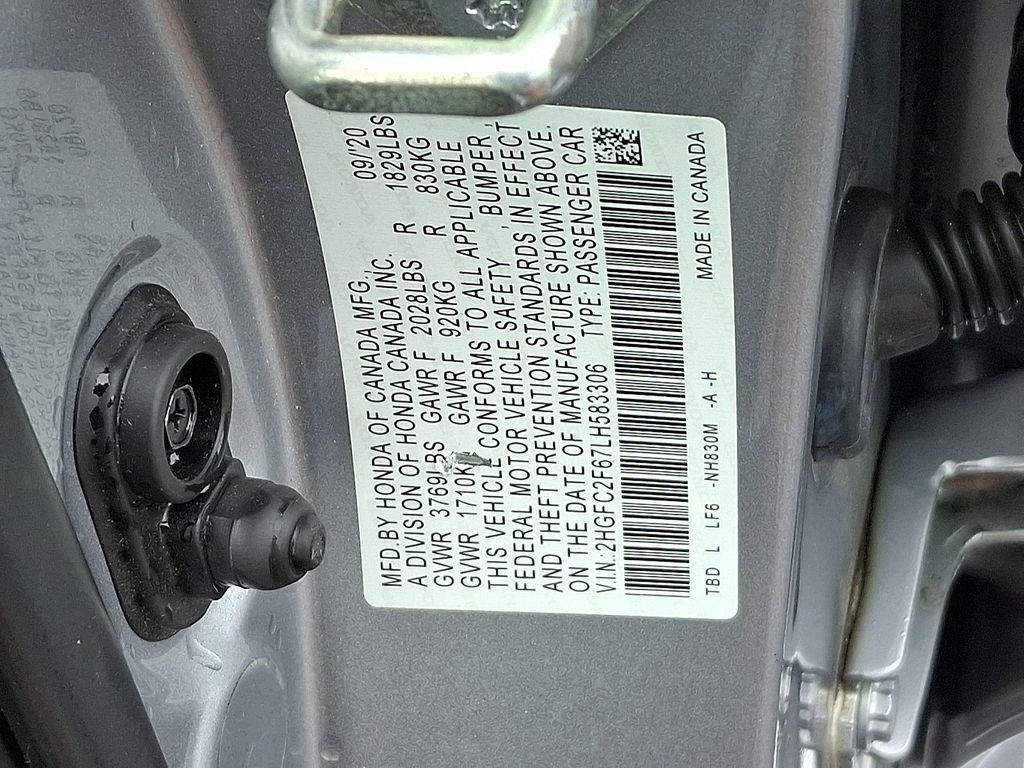 MFD.BY HONDA OF CANADA MFG., 09/20
A DIVISION OF HONDA CANADA INC.
GVWR 3769LBS GAWR F 2028LBS R 1829LBS
GVWR 1710K GAWR F 920KG R 830KG
THIS VEHICLE CONFORMS TO ALL APPLICABLE
FEDERAL MOTOR VEHICLE SAFETY , BUMPER ,
AND THEFT PREVENTION STANDARDS IN EFFECT
ON THE DATE OF MANUFACTURE SHOWN ABOVE.
V.I.N.:2HGFC2F67LH583306 TYPE: PASSENGER CAR
TBD L LF6 -NH830M -A -H MADE IN CANADA